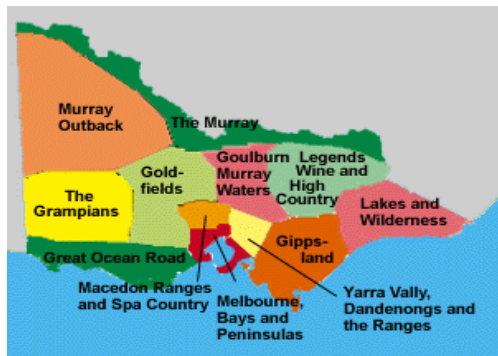 Murray
Outback
The Murray
Gold-
fields
Goulburn
Murray
Waters
Legends
Wine and
High
Country
The
Grampians
Lakes and
Wilderness
Great Ocean Road
Gipps-
land
Macedon Ranges
and Spa Country
Melbourne,
Bays and
Peninsulas
Yarra Vally,
Dandenongs and
the Ranges